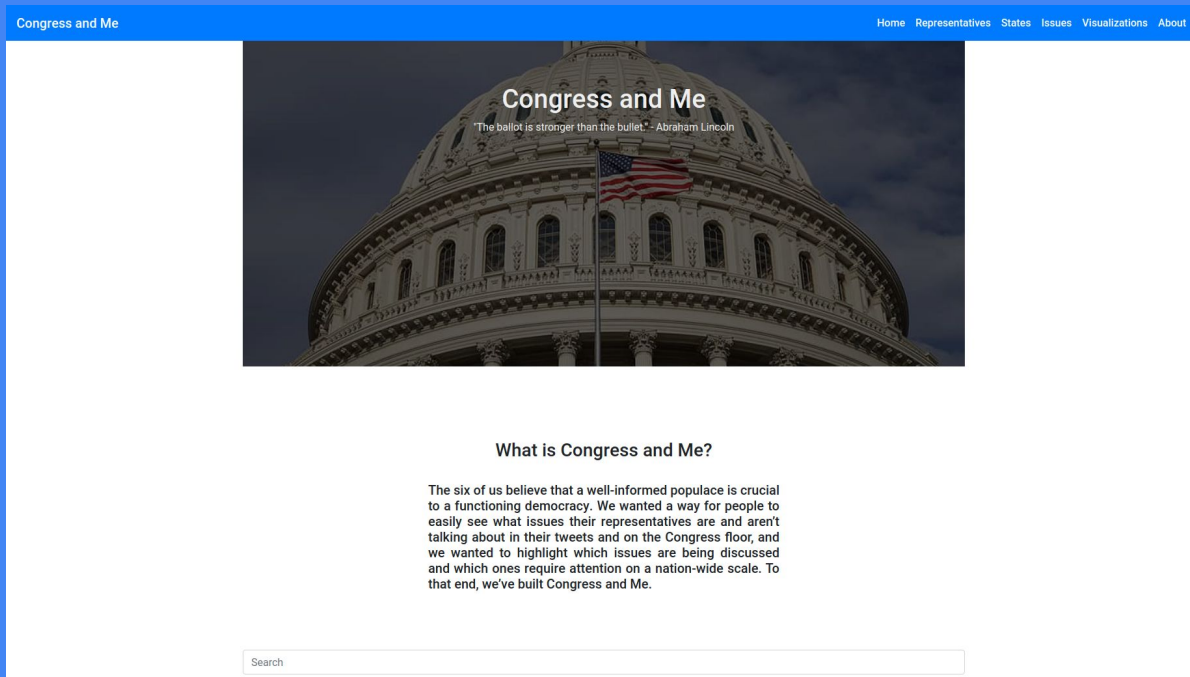 Congress and Me
Home Representatives States Issues Visualizations About
Congress and Me
"The ballot is stronger than the bullet." - Abraham Lincoln
What is Congress and Me?
The six of us believe that a well-informed populace is crucial
to a functioning democracy. We wanted a way for people to
easily see what issues their representatives are and aren't
talking about in their tweets and on the Congress floor, and
we wanted to highlight which issues are being discussed
and which ones require attention on a nation-wide scale. To
that end, we've built Congress and Me.
Search